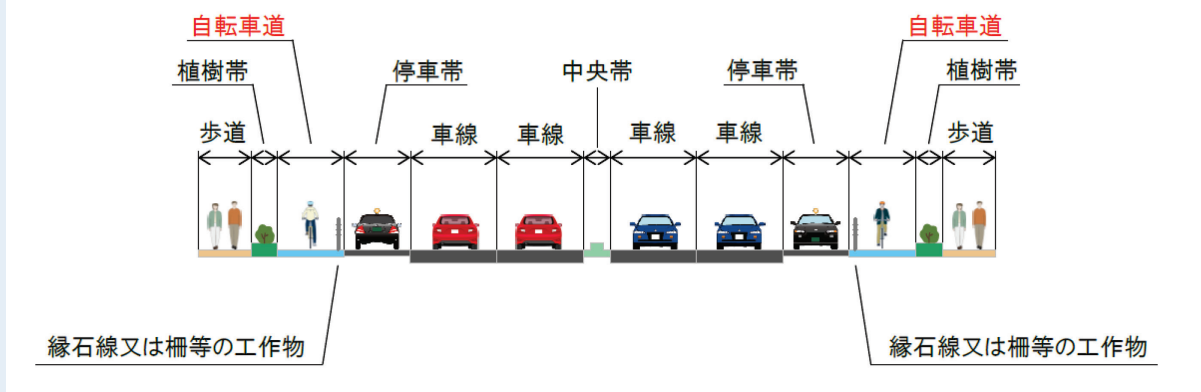 自転車道
自転車道
植樹帯
停車帯
中央帯
停車帯
植樹帯
歩道
車線
車線
車線
車線
歩道
縁石線又は柵等の工作物
縁石線又は柵等の工作物